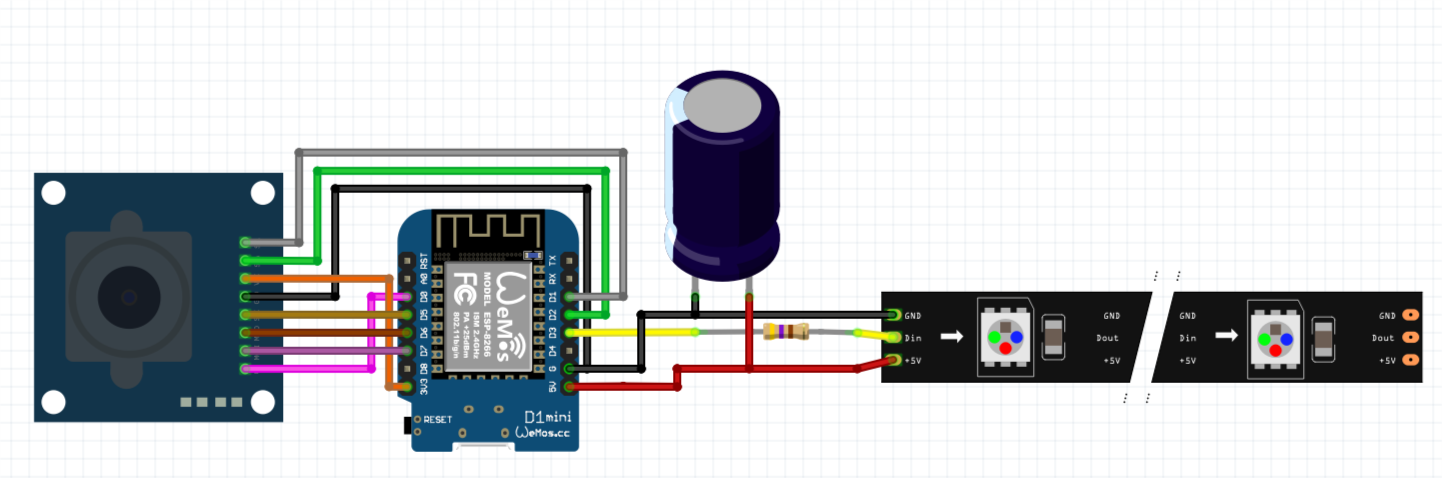 RST
A0
D0
D5
D6
D7
D8
3V3
TX
RX
D1
D2
D3
D4
G
5V
WeMos
MODEL ESP-8266
ISM 2.4GHz
PA +25dBm
802.11b/g/n
FC
RESET
D1mini
WeMos.cc
GND
Din
+5V
GND
Dout
+5V
GND
Din
+5V
GND
Dout
+5V